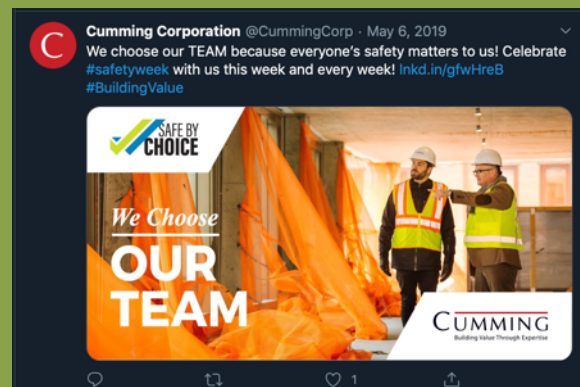 Cumming Corporation @CummingCorp · May 6, 2019
We choose our TEAM because everyone's safety matters to us! Celebrate
#safetyweek with us this week and every week! lnkd.in/gfwHreB
#BuildingValue
C
SAFE BY
CHOICE
We Choose
OUR
TEAM
CUMMING
Building Value Through Expertise
1